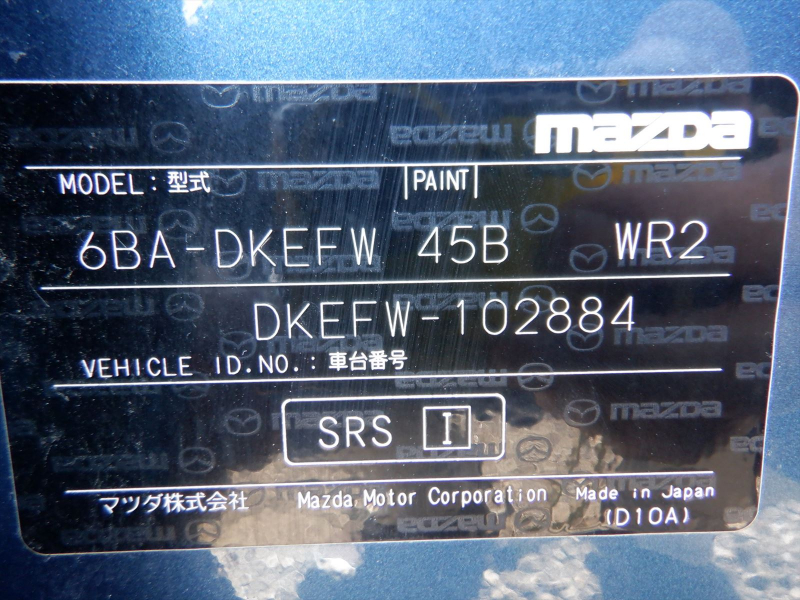 mazda
MODEL : 型式 PAINT
6BA-DKEFW 45B WR2
DKEFW-102884
VEHICLE ID.NO. : 車台番号
SRS I
マツダ株式会社 Mazda Motor Corporation Made in Japan
(D10A)